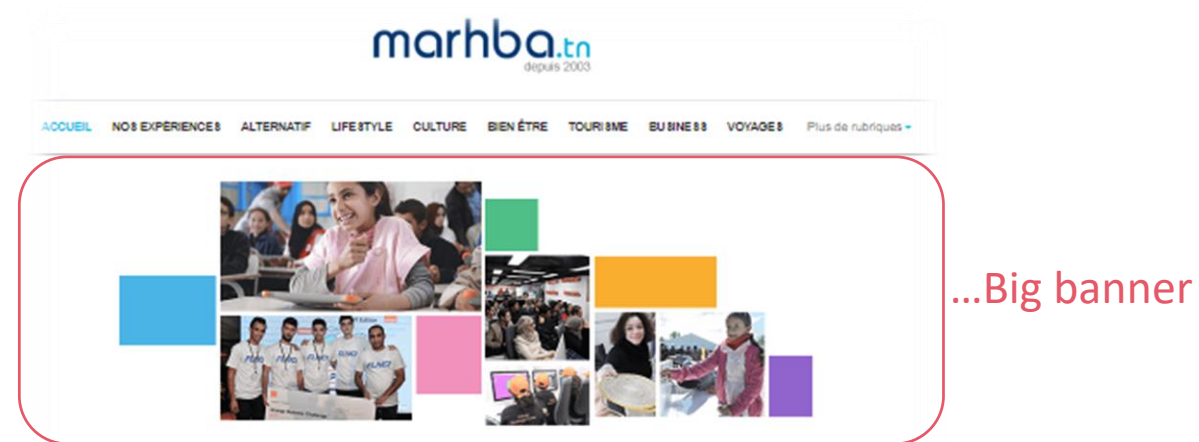 marhba.tn
depuis 2003
ACCUEIL NOS EXPÉRIENCES ALTERNATIF LIFESTYLE CULTURE BIEN ÊTRE TOURISME BUSINESS VOYAGES Plus de rubriques
...Big banner